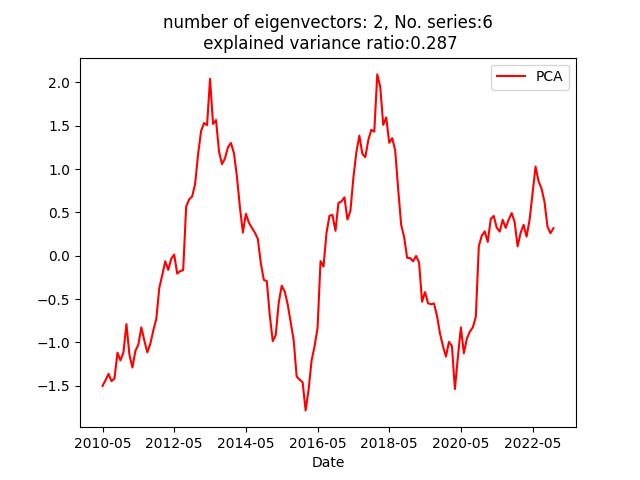 number of eigenvectors: 2, No. series:6
explained variance ratio:0.287
PCA
2.0
1.5
1.0
0.5
0.0
−0.5
−1.0
−1.5
2010-05 2012-05 2014-05 2016-05 2018-05 2020-05 2022-05
Date